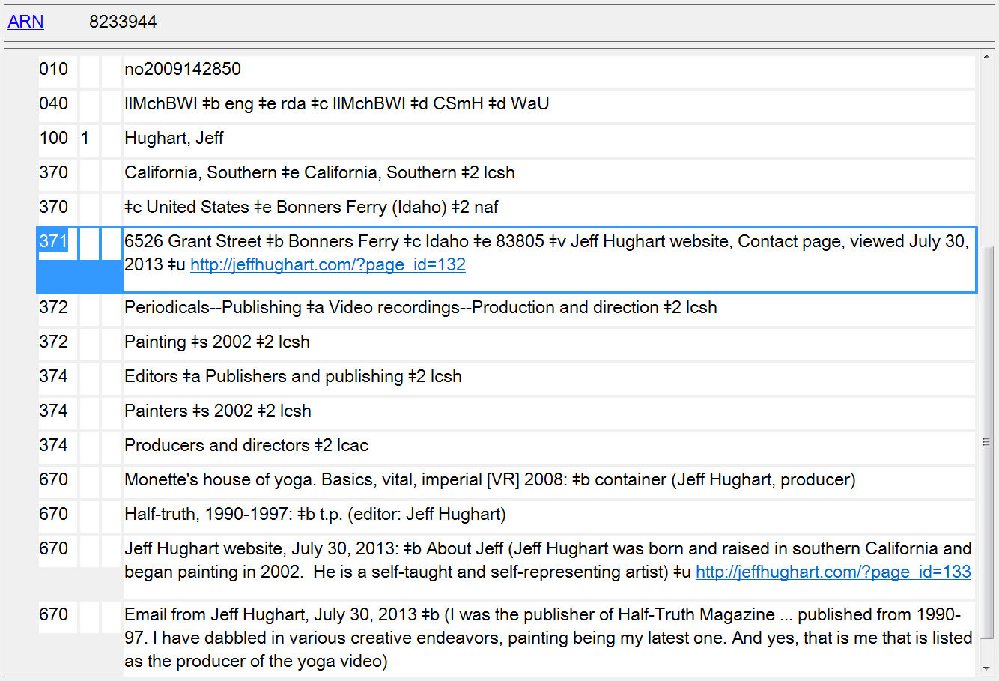 ARN 8233944
010 no2009142850
040 IlMchBWI ‡b eng ‡e rda ‡c IlMchBWI ‡d CSmH ‡d WaU
100 1 Hughart, Jeff
370 California, Southern ‡e California, Southern ‡2 lcsh
370 ‡c United States ‡e Bonners Ferry (Idaho) ‡2 naf
371 6526 Grant Street ‡b Bonners Ferry ‡c Idaho ‡e 83805 ‡v Jeff Hughart website, Contact page, viewed July 30,
2013 ‡u http://jeffhughart.com/?page_id=132
372 Periodicals--Publishing ‡a Video recordings--Production and direction ‡2 lcsh
372 Painting ‡s 2002 ‡2 lcsh
374 Editors ‡a Publishers and publishing ‡2 lcsh
374 Painters ‡s 2002 ‡2 lcsh
374 Producers and directors ‡2 lcac
670 Monette's house of yoga. Basics, vital, imperial [VR] 2008: ‡b container (Jeff Hughart, producer)
670 Half-truth, 1990-1997: ‡b t.p. (editor: Jeff Hughart)
670 Jeff Hughart website, July 30, 2013: ‡b About Jeff (Jeff Hughart was born and raised in southern California and
began painting in 2002.  He is a self-taught and self-representing artist) ‡u http://jeffhughart.com/?page_id=133
670 Email from Jeff Hughart, July 30, 2013 ‡b (I was the publisher of Half-Truth Magazine ... published from 1990-
97. I have dabbled in various creative endeavors, painting being my latest one. And yes, that is me that is listed
as the producer of the yoga video)